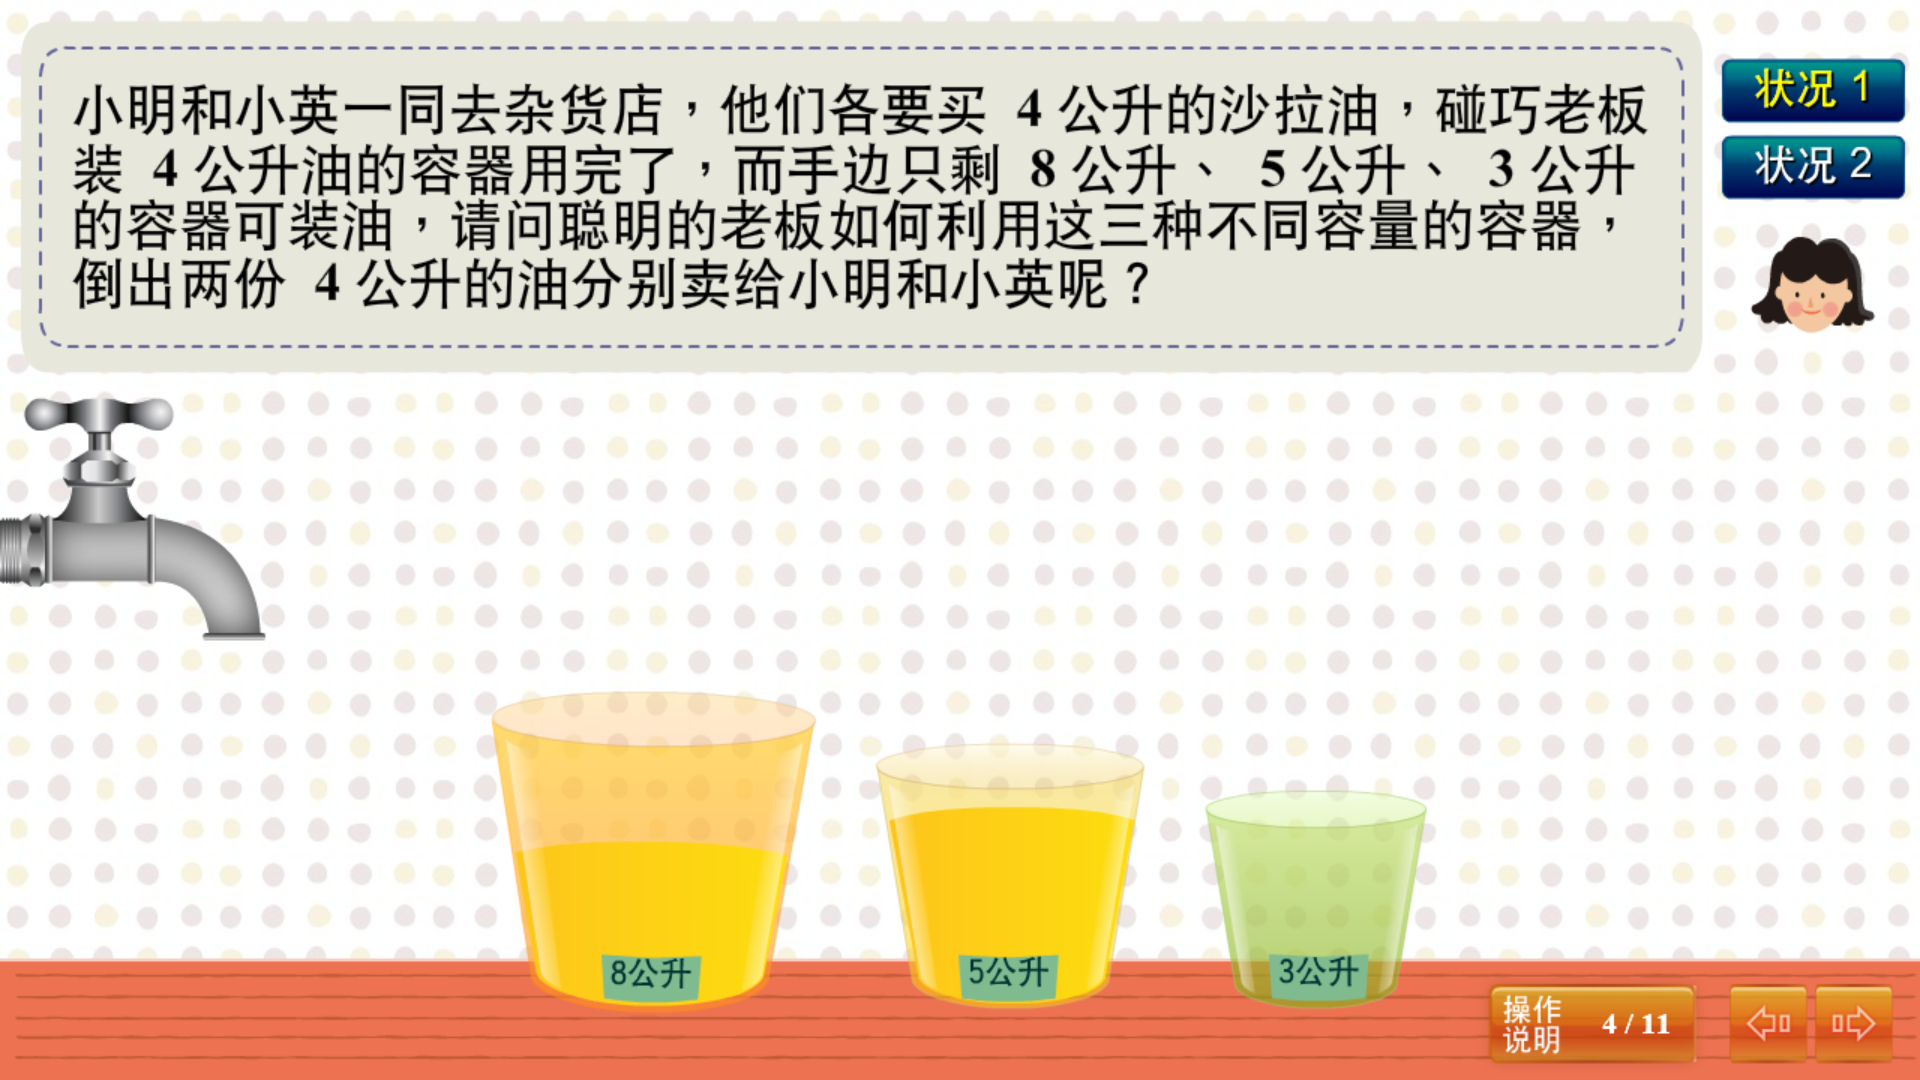 小明和小英一同去杂货店，他们各要买 4 公升的沙拉油，碰巧老板
装 4 公升油的容器用完了，而手边只剩 8 公升、 5 公升、 3 公升
的容器可装油，请问聪明的老板如何利用这三种不同容量的容器，
倒出两份 4 公升的油分别卖给小明和小英呢？
状况 1
状况 2
8公升
5公升
3公升
操作
说明
4 / 11